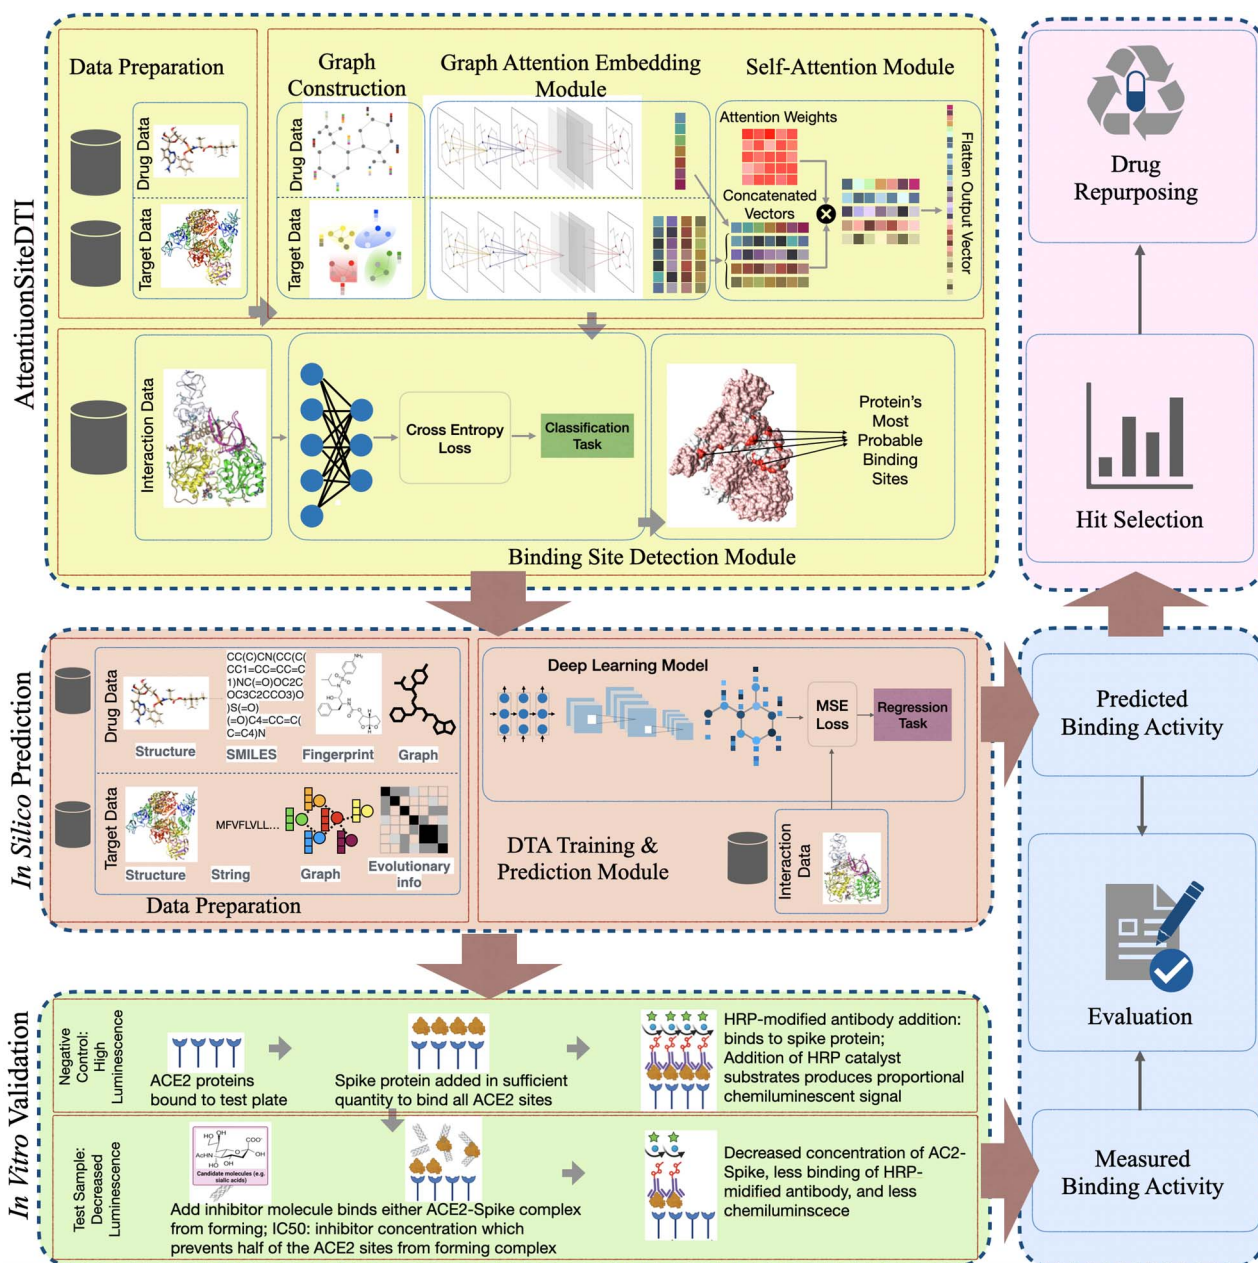 AttentiuonSiteDTI
Data Preparation
Drug Data
Target Data
Graph
Construction
Drug Data
Target Data
Graph Attention Embedding
Module
Self-Attention Module
Attention Weights
Concatenated
Vectors
Flatten Output Vector
Interaction Data
Cross Entropy
Loss
Classification
Task
Protein's
Most
Probable
Binding
Sites
Binding Site Detection Module
Drug
Repurposing
Hit Selection
In Silico Prediction
Drug Data
Structure
CC(C)CN(CC(C(
CC1=CC=CC=C
1)NC(=O)OC2C
OC3C2CCO3)O
)S(=O)
(=O)C4=CC=C(
C=C4)N
SMILES
Fingerprint
Graph
Target Data
Structure
MFVFLVLL...
String
Graph
Evolutionary
info
Data Preparation
Deep Learning Model
MSE
Loss
Regression
Task
DTA Training &
Prediction Module
Interaction
Data
Predicted
Binding Activity
Evaluation
Measured
Binding Activity
In Vitro Validation
Negative
Control:
High
Luminescence
ACE2 proteins
bound to test plate
Spike protein added in sufficient
quantity to bind all ACE2 sites
HRP-modified antibody addition:
binds to spike protein;
Addition of HRP catalyst
substrates produces proportional
chemiluminescent signal
Test Sample:
Decreased
Luminescence
Candidate molecules (e.g.
sialic acids)
Add inhibitor molecule binds either ACE2-Spike complex
from forming; IC50: inhibitor concentration which
prevents half of the ACE2 sites from forming complex
Decreased concentration of AC2-
Spike, less binding of HRP-
midified antibody, and less
chemiluminscece